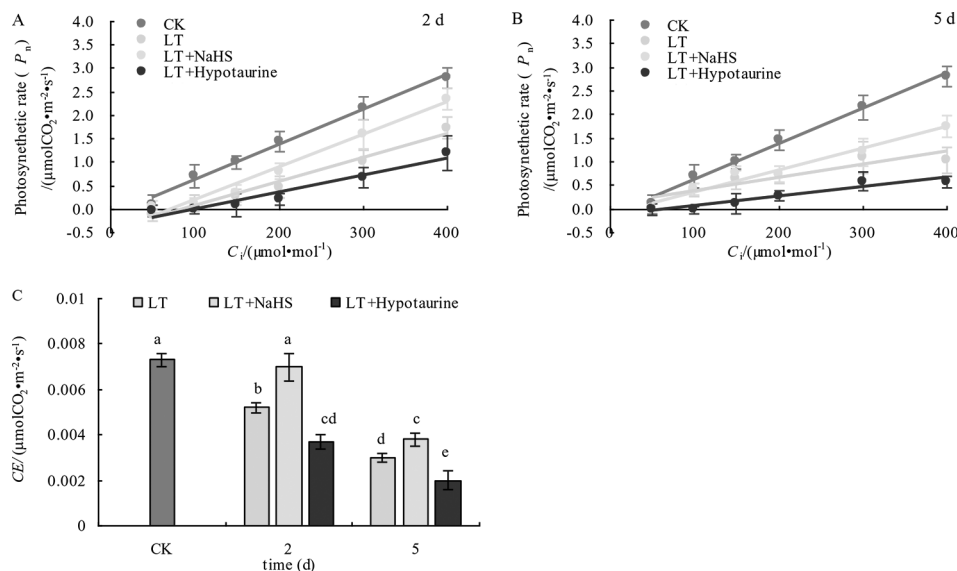 A
2 d
4.0
3.5
3.0
2.5
2.0
1.5
1.0
0.5
0.0
-0.5
CK
LT
LT+NaHS
LT+Hypotaurine
Photosynethetic rate ( Pn)
/(μmolCO2•m-2•s-1)
0
100
200
300
400
Ci/(μmol•mol-1)
B
5 d
4.0
3.5
3.0
2.5
2.0
1.5
1.0
0.5
0.0
-0.5
CK
LT
LT+NaHS
LT+Hypotaurine
Photosynethetic rate ( Pn)
/(μmolCO2•m-2•s-1)
0
100
200
300
400
Ci/(μmol•mol-1)
C
0.01
0.008
0.006
0.004
0.002
0
LT
LT+NaHS
LT+Hypotaurine
CE/(μmolCO2•m-2•s-1)
a
b
a
cd
d
c
e
CK
2
5
time (d)